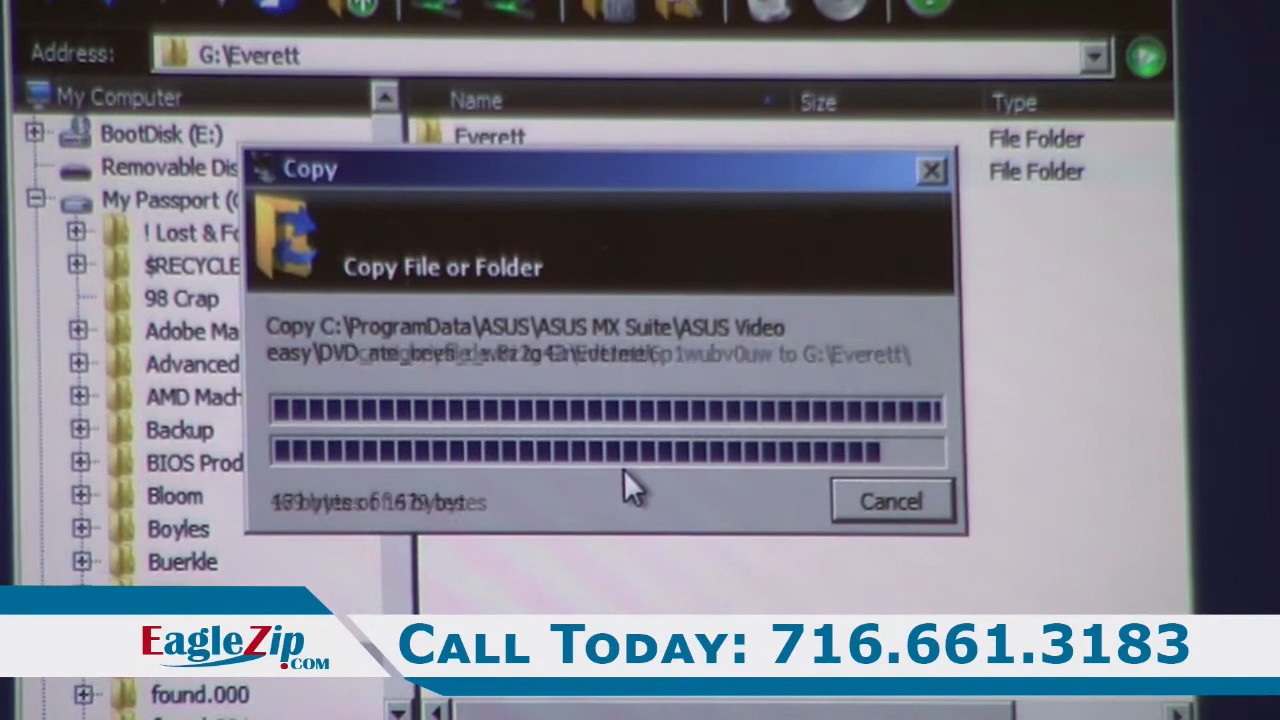 Address: G:\Everett
My Computer
Name Size Type
BootDisk (E:)
Everett File Folder
Removable Dis
File Folder
Copy
My Passport (
! Lost & Fo
$RECYCLE
Copy File or Folder
98 Crap
Adobe Ma
Copy C:\ProgramData\ASUS\ASUS MX Suite\ASUS Video
easy\DVD to G:\Everett\
Advanced
AMD Mach
Backup
BIOS Prod
Bloom
Cancel
Boyles
Buerkle
EagleZip.com
Call Today: 716.661.3183
found.000